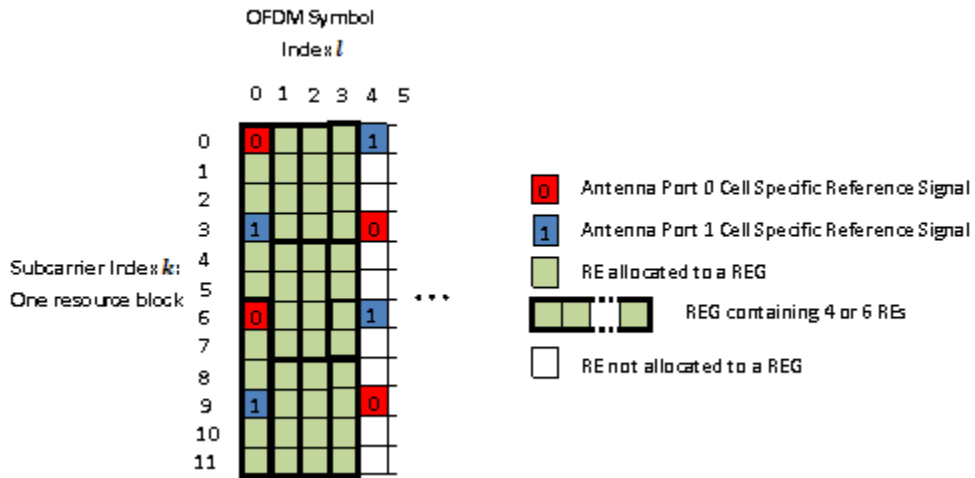 OFDM Symbol
Index l
0 1 2 3 4 5
0 0 1
1
2
3 1 0
4
Subcarrier Index k:
5
One resource block
...
6 0 1
7
8
9 1 0
10
11
0 Antenna Port 0 Cell Specific Reference Signal
1 Antenna Port 1 Cell Specific Reference Signal
RE allocated to a REG
REG containing 4 or 6 REs
RE not allocated to a REG